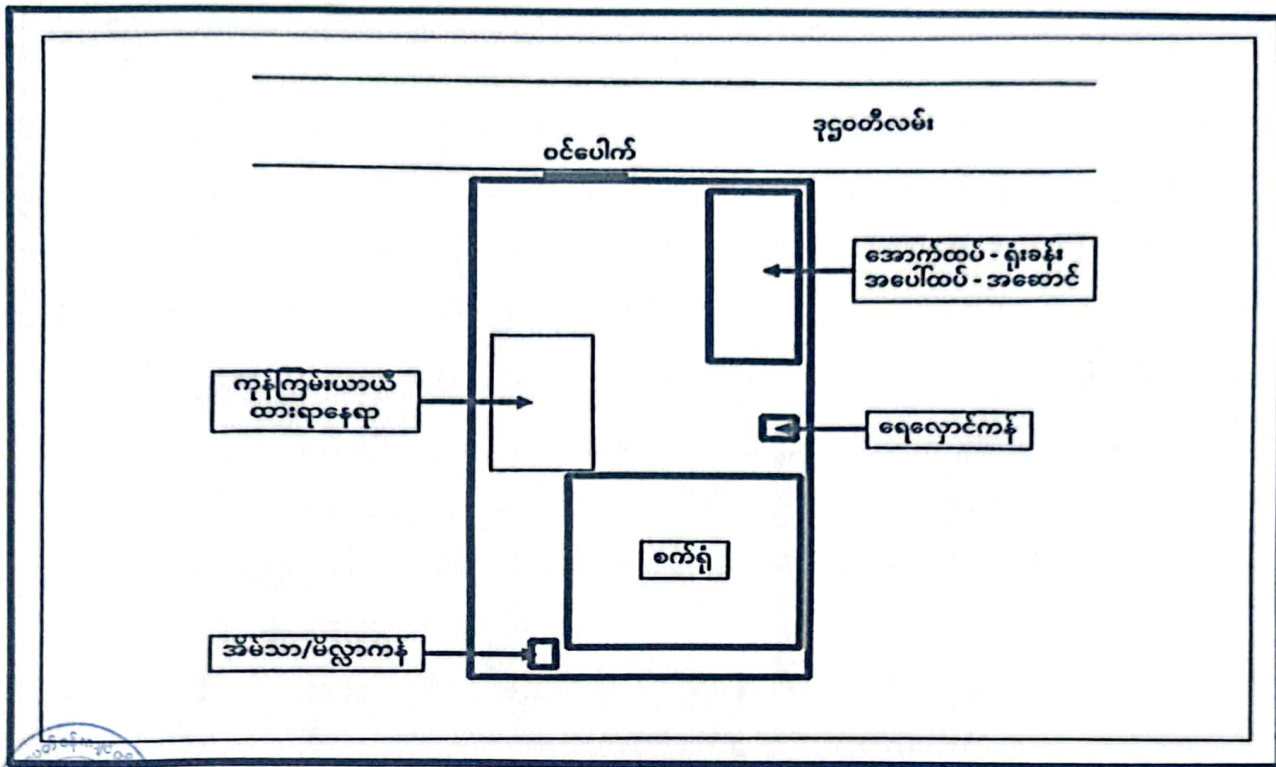 ဒုဋ္ဌဝတီလမ်း
ဝင်ပေါက်
အောက်ထပ် - ရုံးခန်း
အပေါ်ထပ် - အဆောင်
ကုန်ကြမ်းယာယီ
ထားရာနေရာ
ရေလှောင်ကန်
စက်ရုံ
အိမ်သာ/မိလ္လာကန်